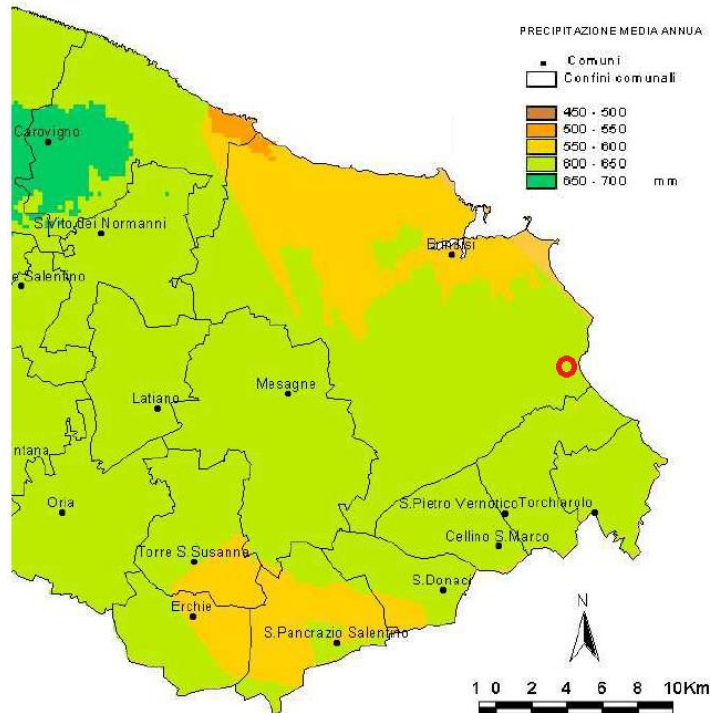 PRECIPITAZIONE MEDIA ANNUA
Comuni
Confini comunali
450 - 500
500 - 550
550 - 600
600 - 650
650 - 700 mm
Carovigno
S.Vito dei Normanni
e Salentino
Latiano
Mesagne
ntana
Oria
S.Pietro Vernotico
Torchiarolo
Cellino S.Marco
Torre S.Susanna
S.Donaci
Erchie
S.Pancrazio Salentino
N
1 0 2 4 6 8 10Km